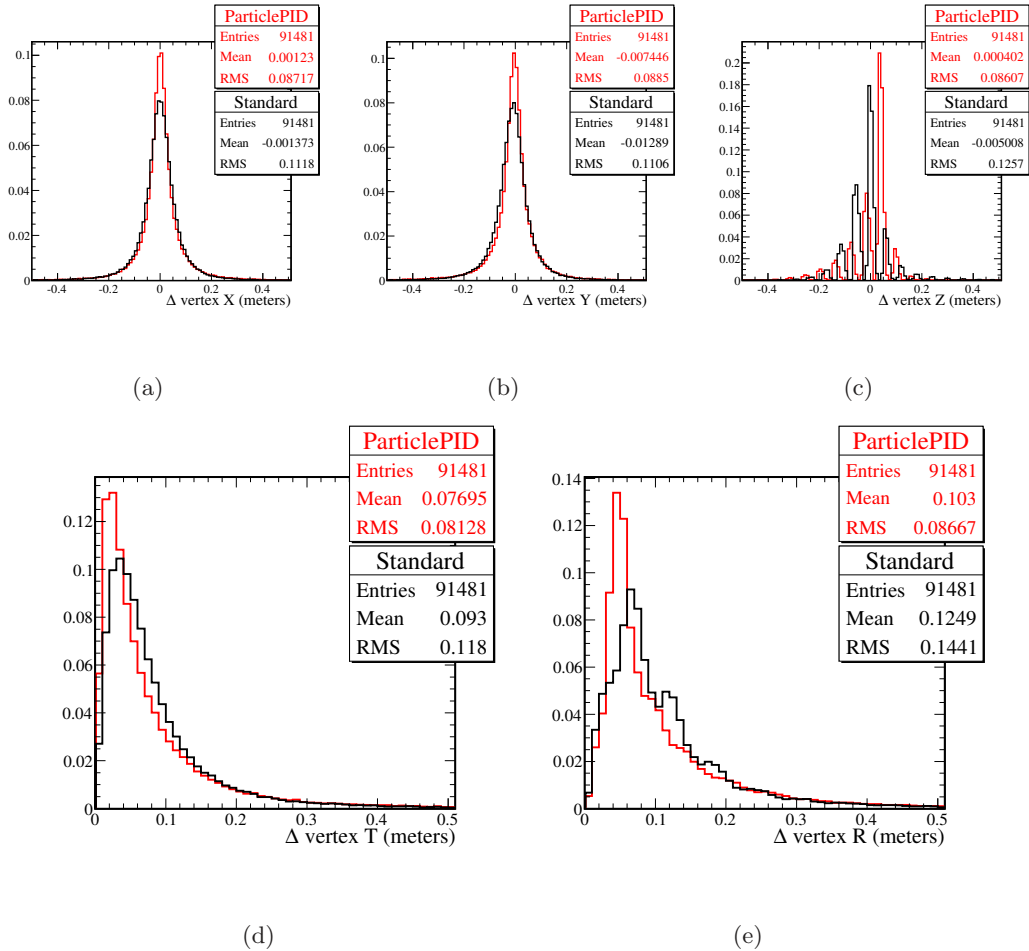 ParticlePID
Entries 91481
Mean 0.00123
RMS 0.08717
Standard
Entries 91481
Mean -0.001373
RMS 0.1118
0.1
0.08
0.06
0.04
0.02
0
-0.4 -0.2 0 0.2 0.4
Δ vertex X (meters)
(a)
ParticlePID
Entries 91481
Mean -0.007446
RMS 0.0885
Standard
Entries 91481
Mean -0.01289
RMS 0.1106
0.1
0.08
0.06
0.04
0.02
0
-0.4 -0.2 0 0.2 0.4
Δ vertex Y (meters)
(b)
ParticlePID
Entries 91481
Mean 0.000402
RMS 0.08607
Standard
Entries 91481
Mean -0.005008
RMS 0.1257
0.2
0.18
0.16
0.14
0.12
0.1
0.08
0.06
0.04
0.02
0
-0.4 -0.2 0 0.2 0.4
Δ vertex Z (meters)
(c)
ParticlePID
Entries 91481
Mean 0.07695
RMS 0.08128
Standard
Entries 91481
Mean 0.093
RMS 0.118
0.12
0.1
0.08
0.06
0.04
0.02
0
0 0.1 0.2 0.3 0.4 0.5
Δ vertex T (meters)
(d)
ParticlePID
Entries 91481
Mean 0.103
RMS 0.08667
Standard
Entries 91481
Mean 0.1249
RMS 0.1441
0.14
0.12
0.1
0.08
0.06
0.04
0.02
0
0 0.1 0.2 0.3 0.4 0.5
Δ vertex R (meters)
(e)